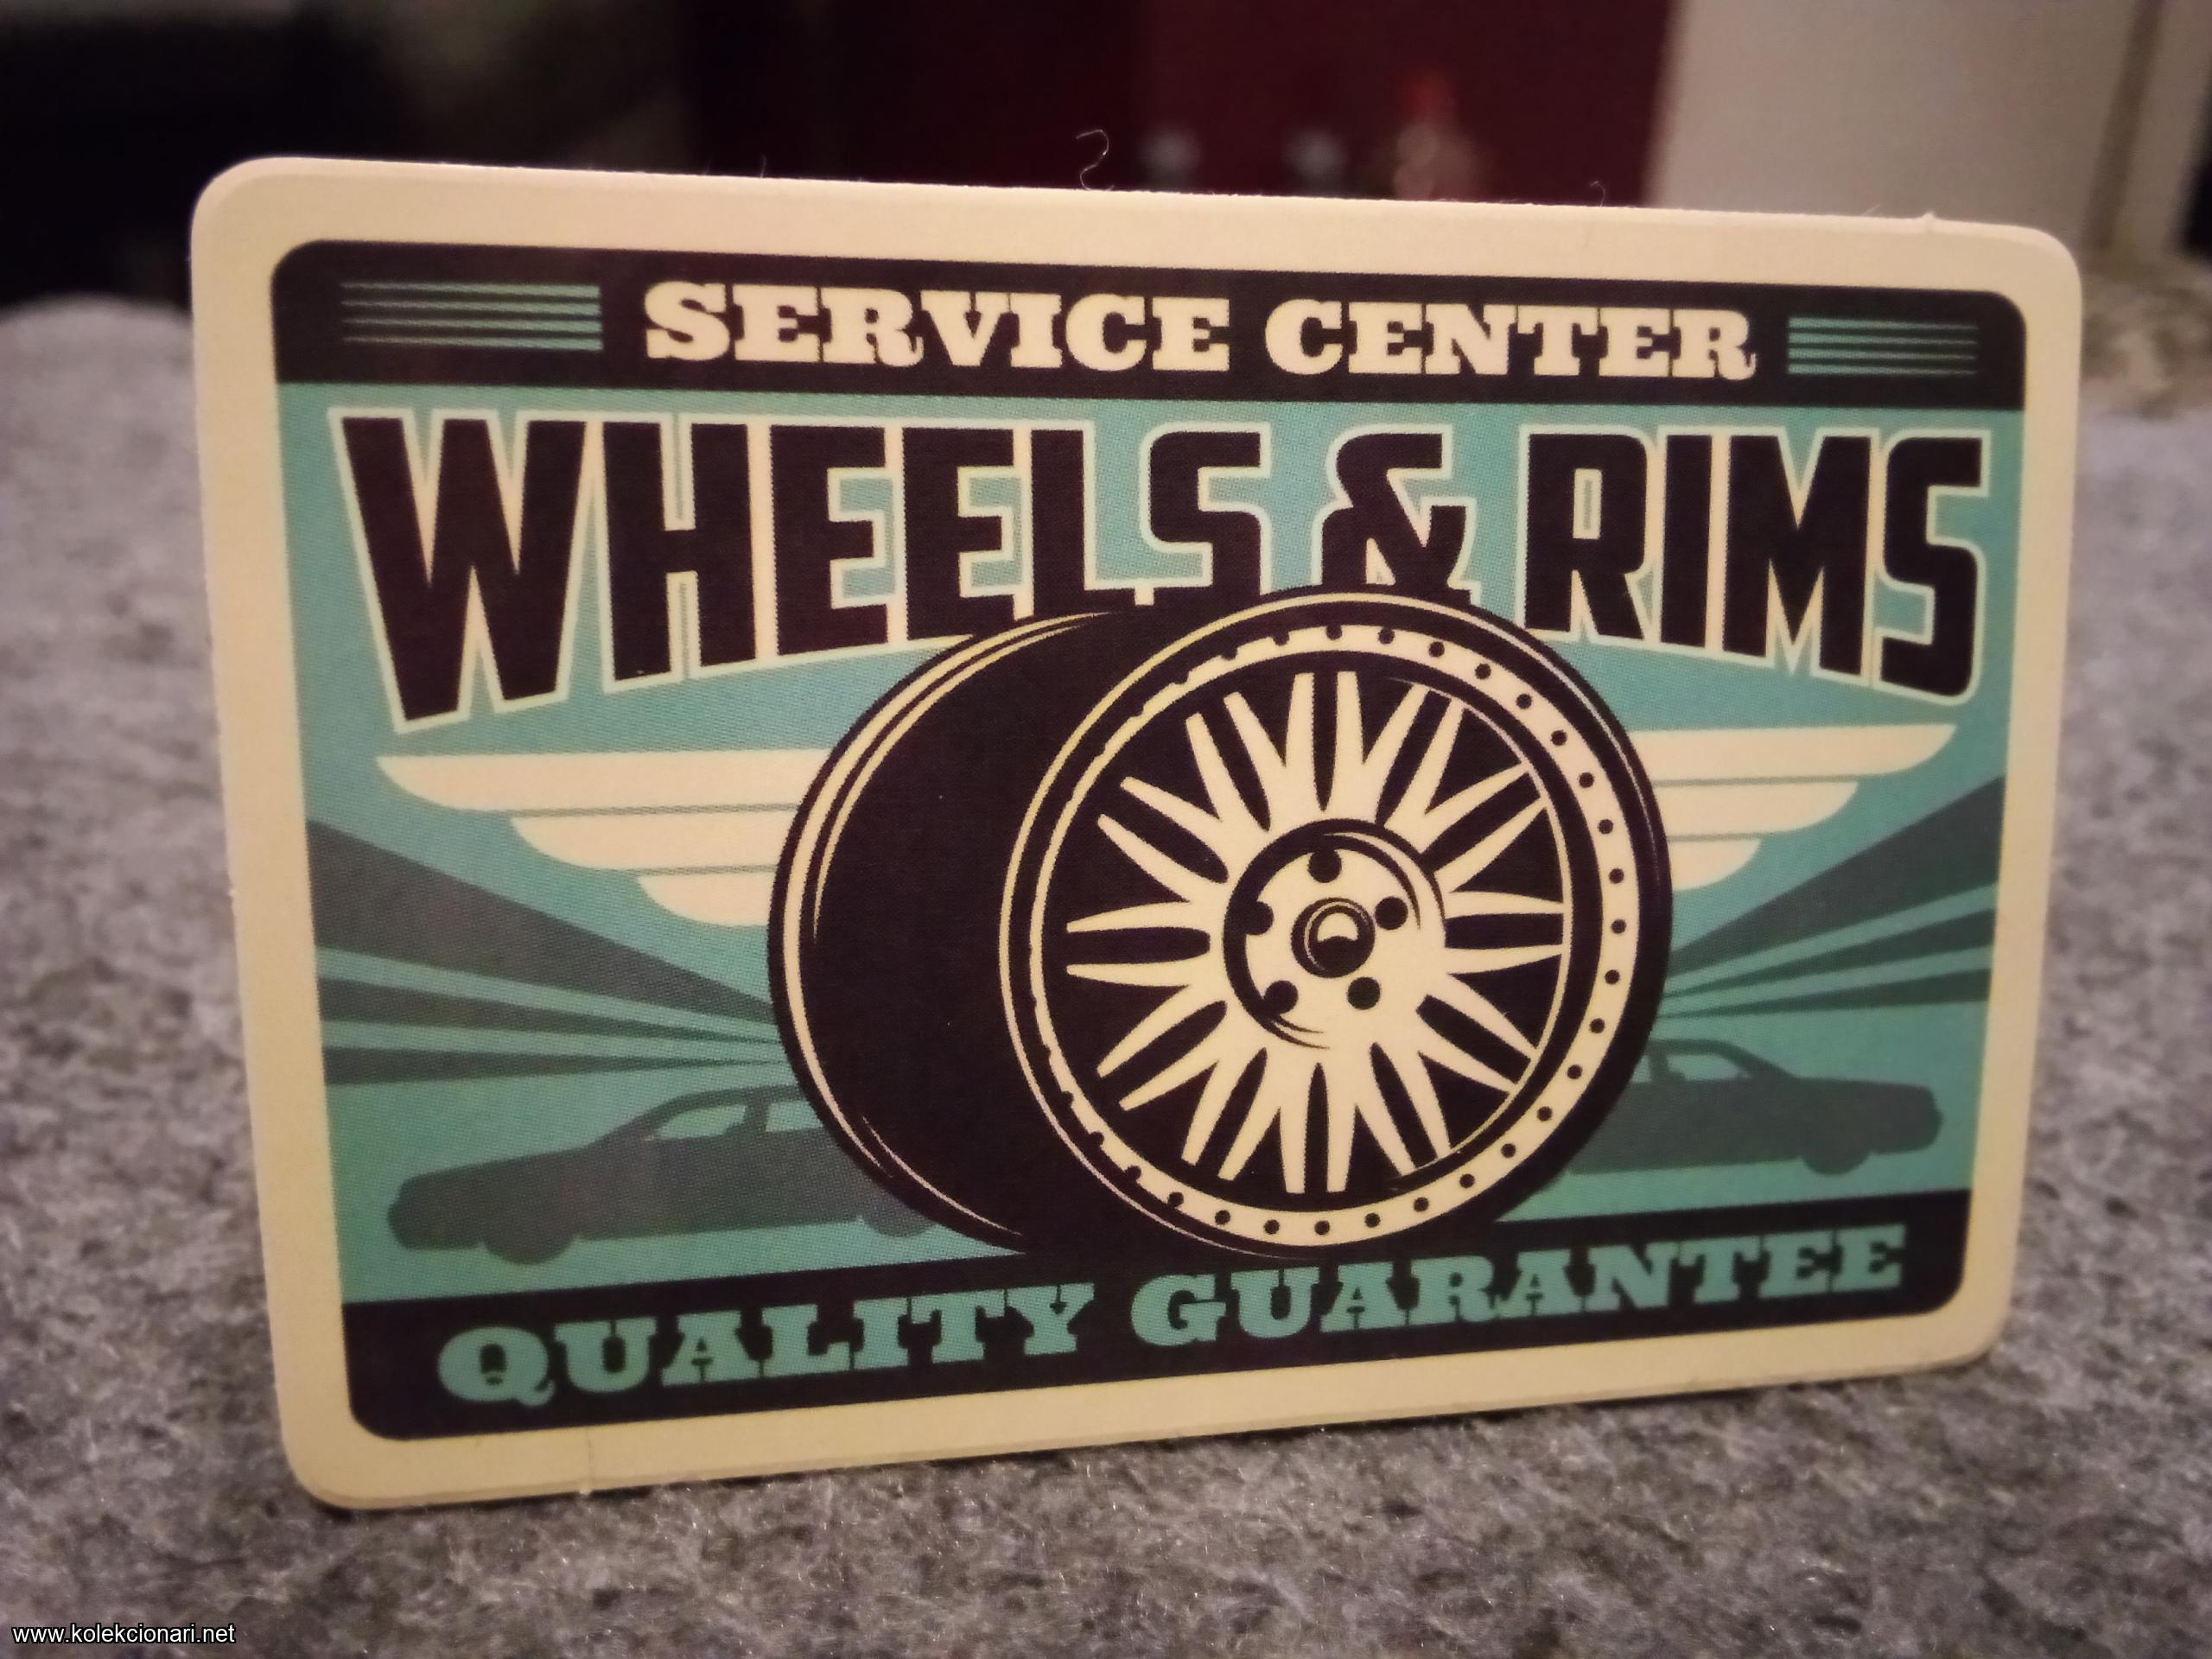 SERVICE CENTER
WHEELS & RIMS
QUALITY GUARANTEE
www.kolekcionari.net